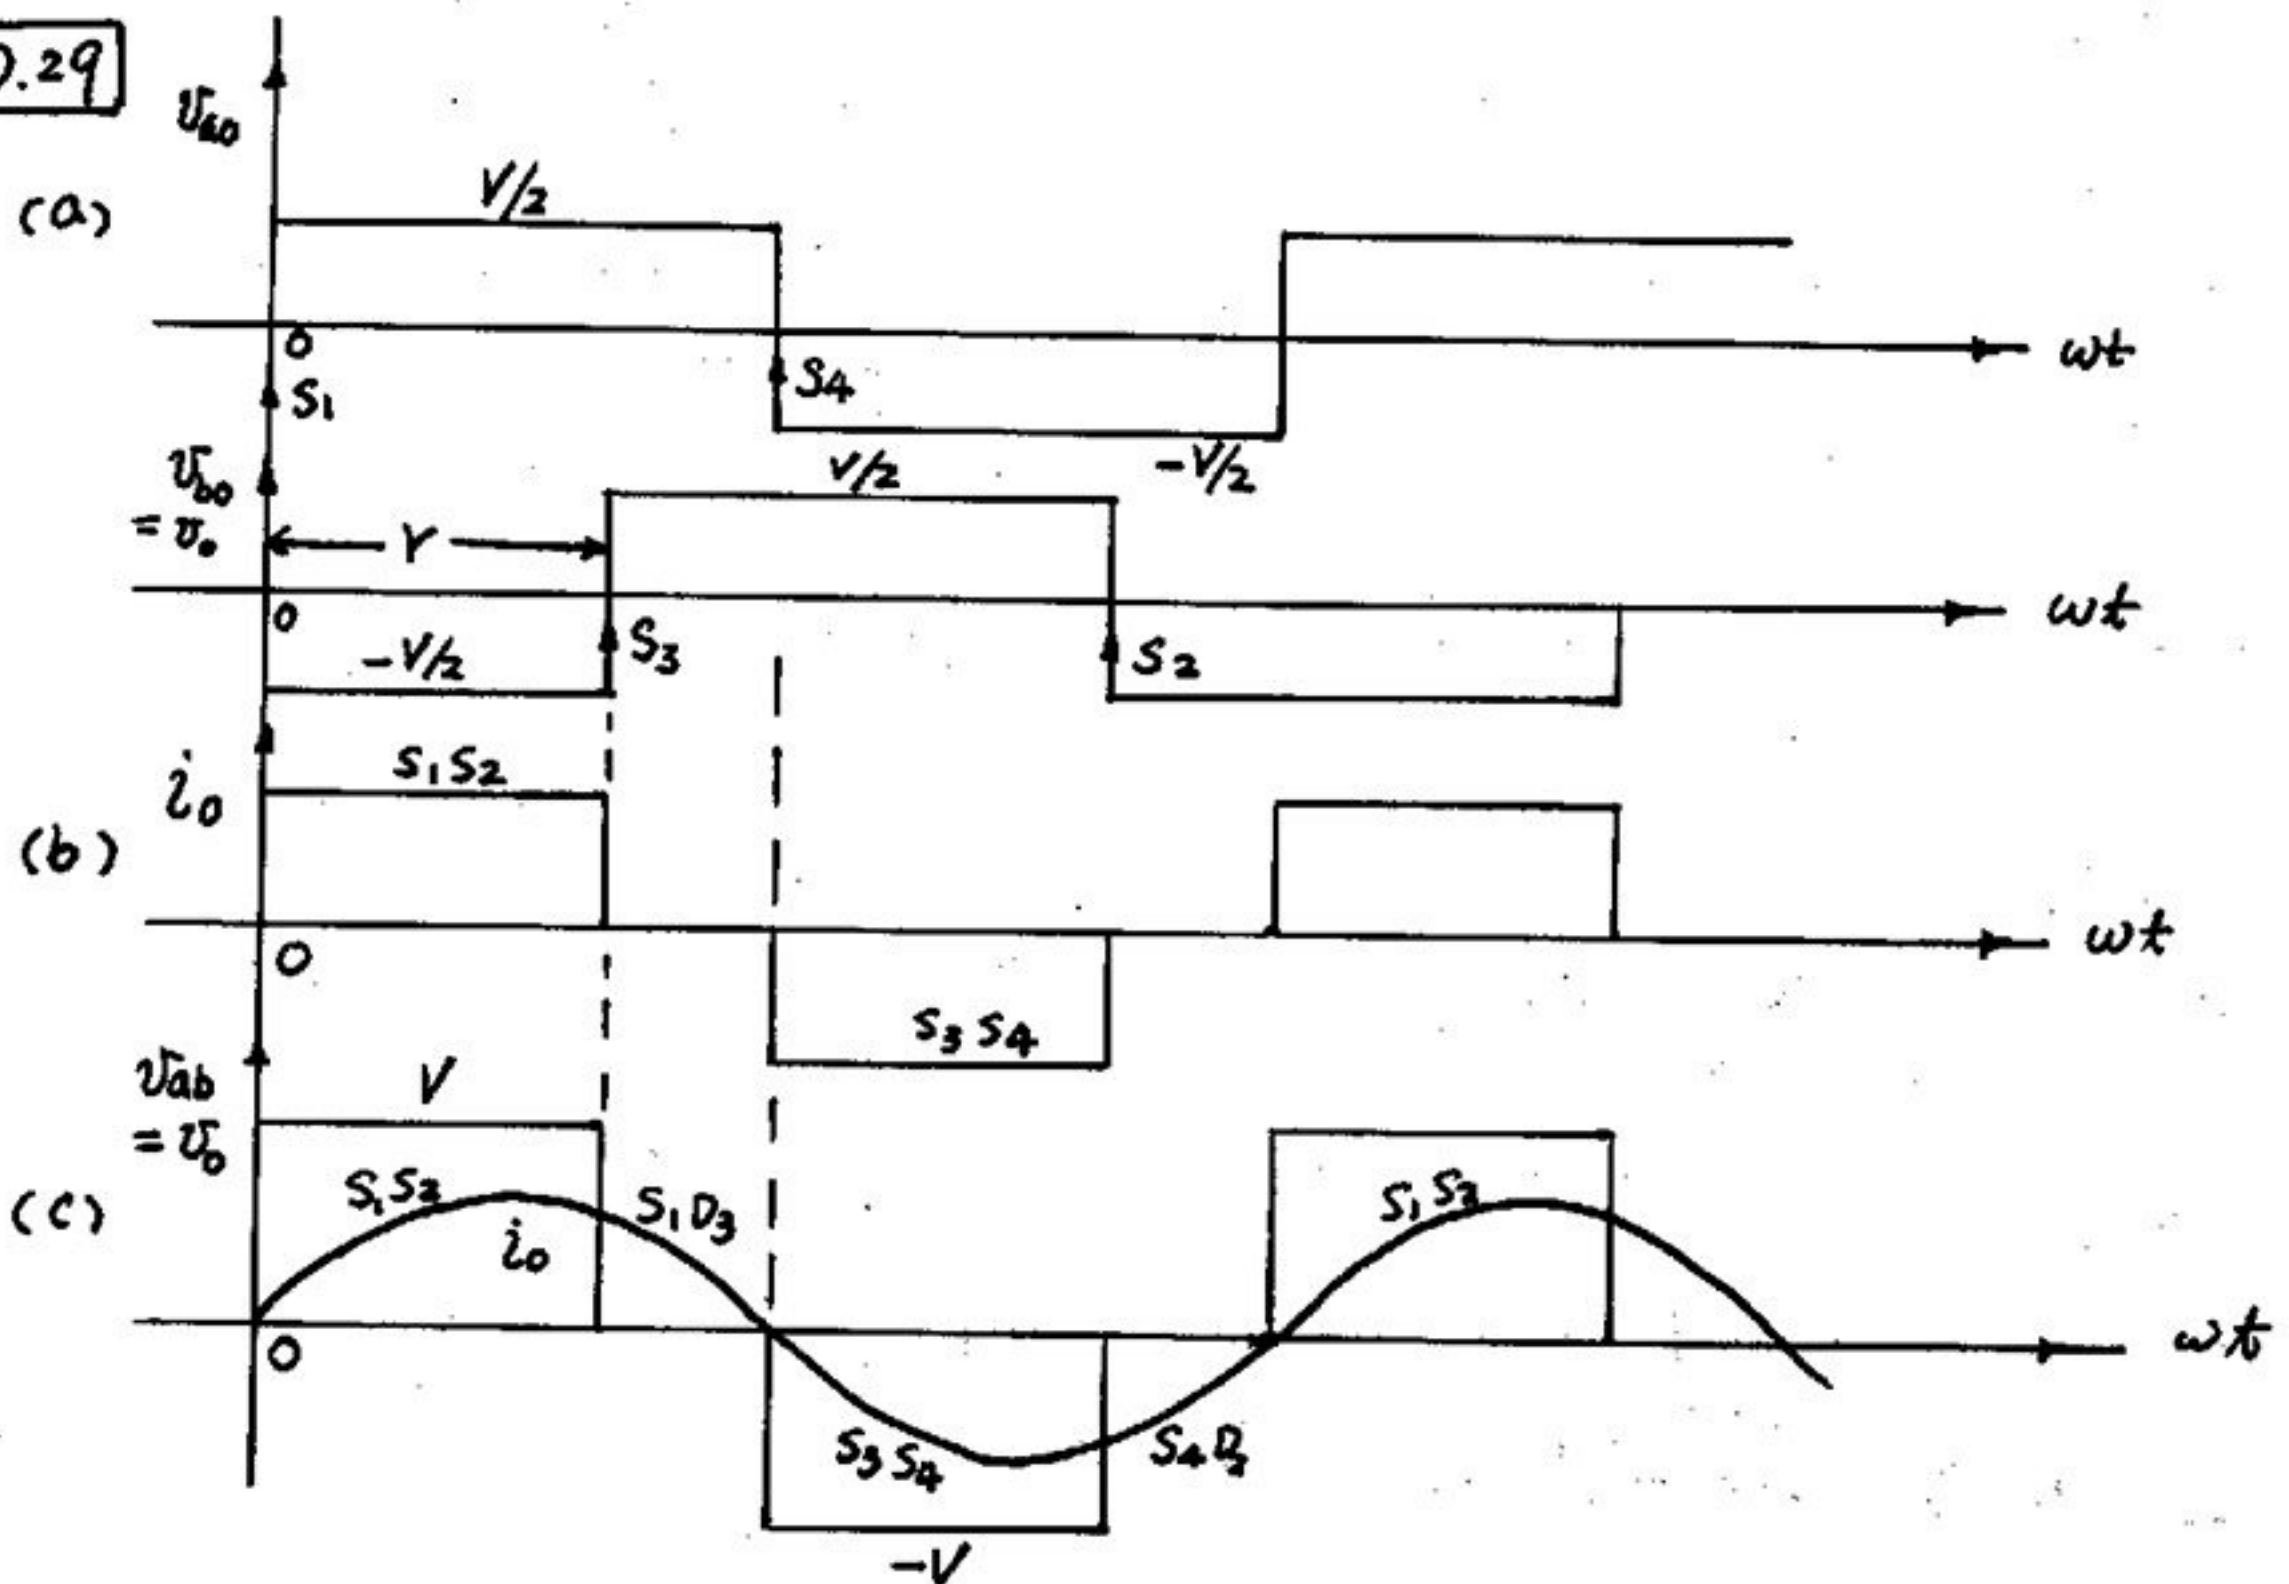 0.29
v_ao
(a)
V/2
0
ωt
S1
S4
-V/2
v_bo
= v_o
V/2
γ
0
ωt
-V/2
S3
S2
(b)
i_o
S1S2
0
ωt
S3S4
(c)
v_ab
= v_o
V
S1S2
i_o
S1D3
S1S2
0
ωt
S3S4
S4D2
-V